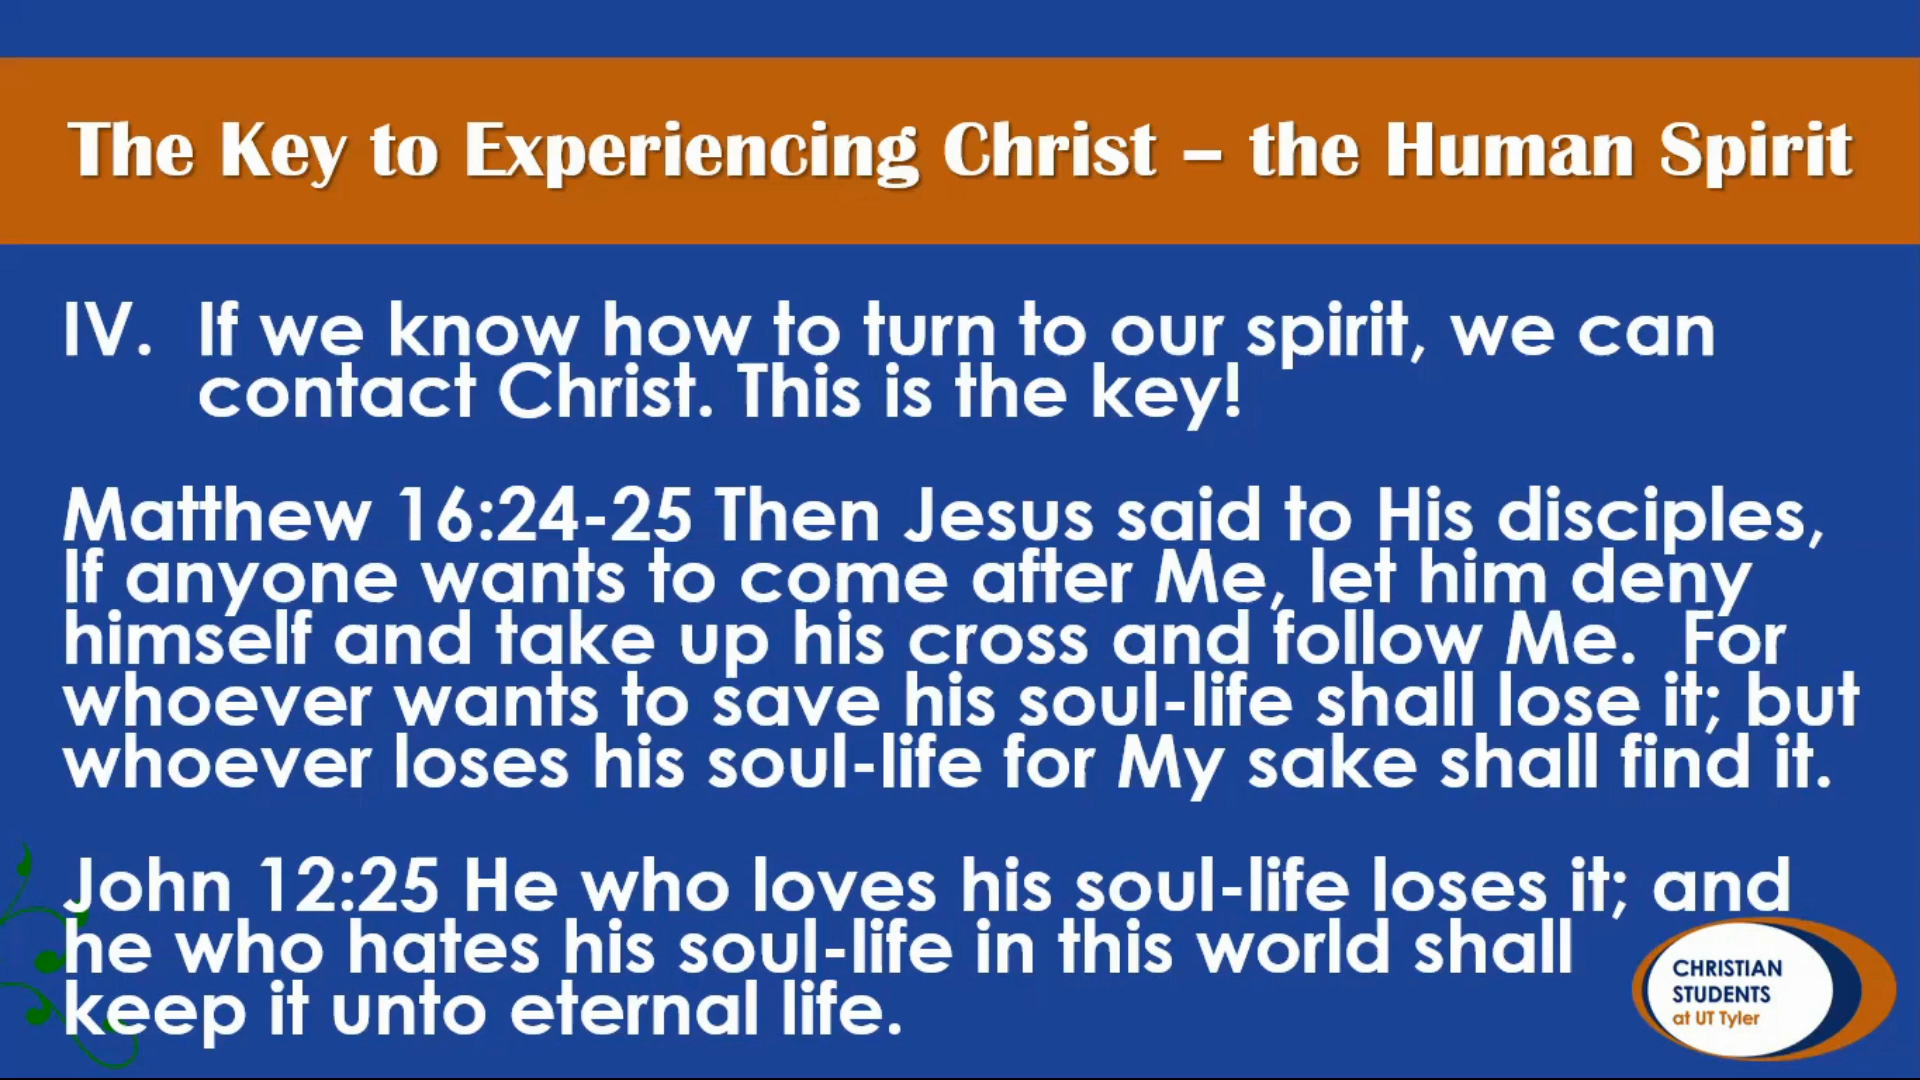 The Key to Experiencing Christ – the Human Spirit
IV. If we know how to turn to our spirit, we can
contact Christ. This is the key!
Matthew 16:24-25 Then Jesus said to His disciples,
If anyone wants to come after Me, let him deny
himself and take up his cross and follow Me. For
whoever wants to save his soul-life shall lose it; but
whoever loses his soul-life for My sake shall find it.
John 12:25 He who loves his soul-life loses it; and
he who hates his soul-life in this world shall
keep it unto eternal life.
CHRISTIAN
STUDENTS
at UT Tyler